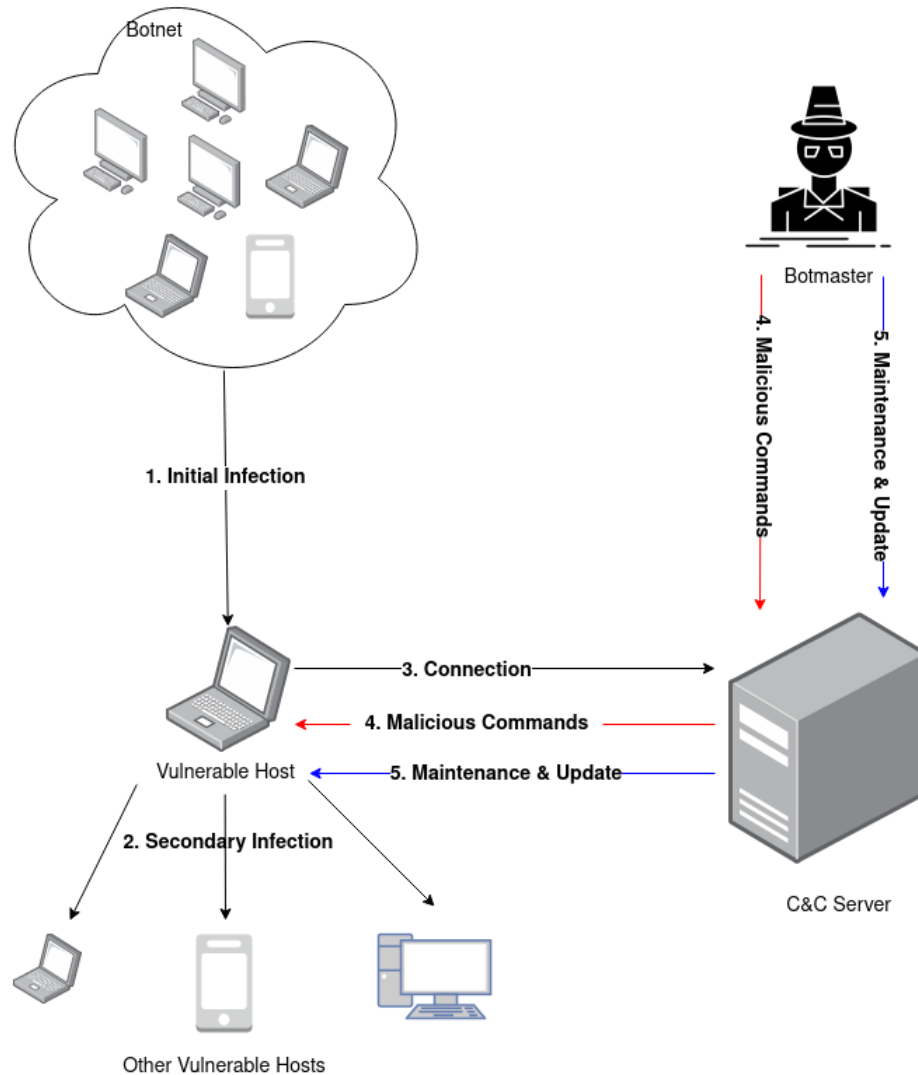 Botnet
Botmaster
4. Malicious Commands
5. Maintenance & Update
1. Initial Infection
3. Connection
4. Malicious Commands
5. Maintenance & Update
Vulnerable Host
2. Secondary Infection
C&C Server
Other Vulnerable Hosts